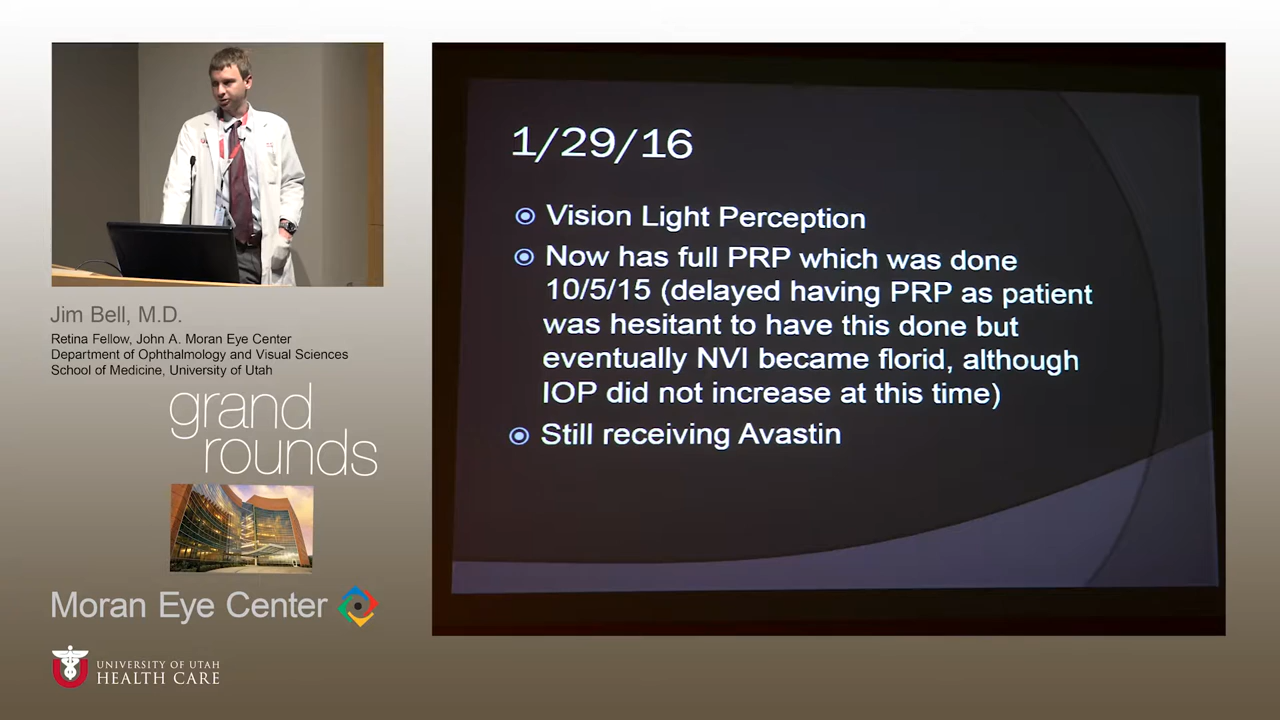 Jim Bell, M.D.
Retina Fellow, John A. Moran Eye Center
Department of Ophthalmology and Visual Sciences
School of Medicine, University of Utah
grand
rounds
Moran Eye Center
UNIVERSITY OF UTAH
HEALTH CARE
1/29/16
Vision Light Perception
Now has full PRP which was done
10/5/15 (delayed having PRP as patient
was hesitant to have this done but
eventually NVI became florid, although
IOP did not increase at this time)
Still receiving Avastin